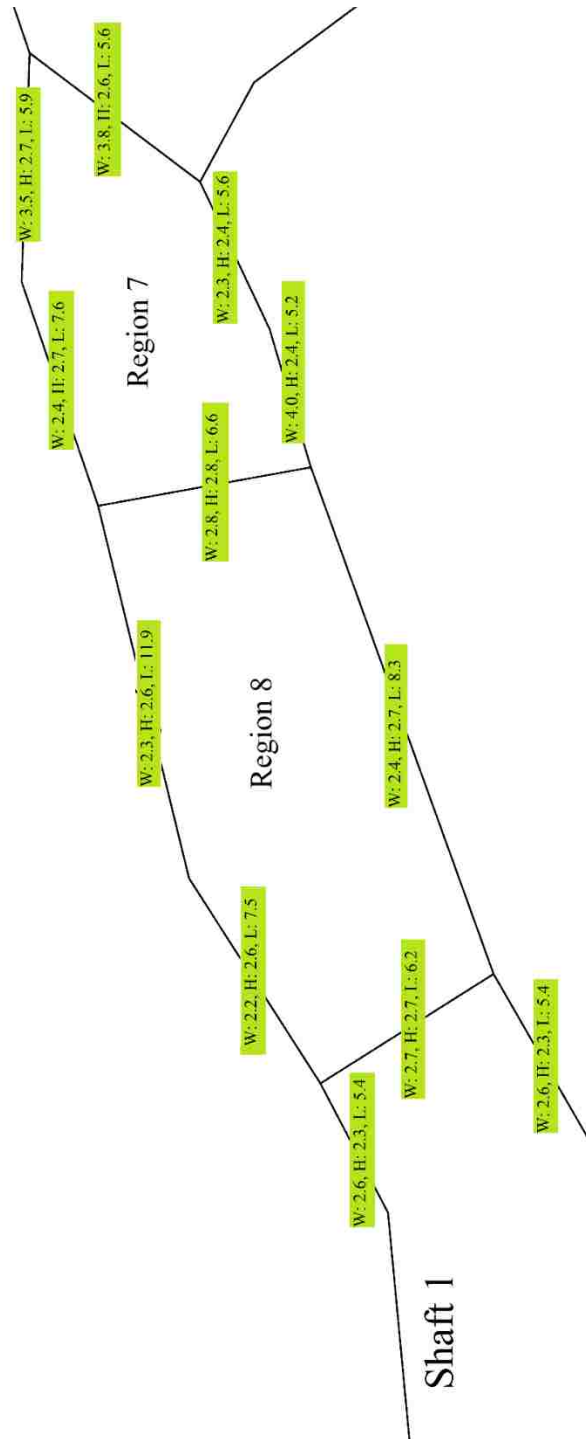 W: 3.5, H: 2.7, L: 5.9
W: 3.8, H: 2.6, L: 5.6
W: 2.4, H: 2.7, L: 7.6
Region 7
W: 2.3, H: 2.4, L: 5.6
W: 4.0, H: 2.4, L: 5.2
W: 2.8, H: 2.8, L: 6.6
W: 2.3, H: 2.6, L: 11.9
Region 8
W: 2.4, H: 2.7, L: 8.3
W: 2.2, H: 2.6, L: 7.5
W: 2.7, H: 2.7, L: 6.2
W: 2.6, H: 2.3, L: 5.4
W: 2.6, H: 2.3, L: 5.4
Shaft 1